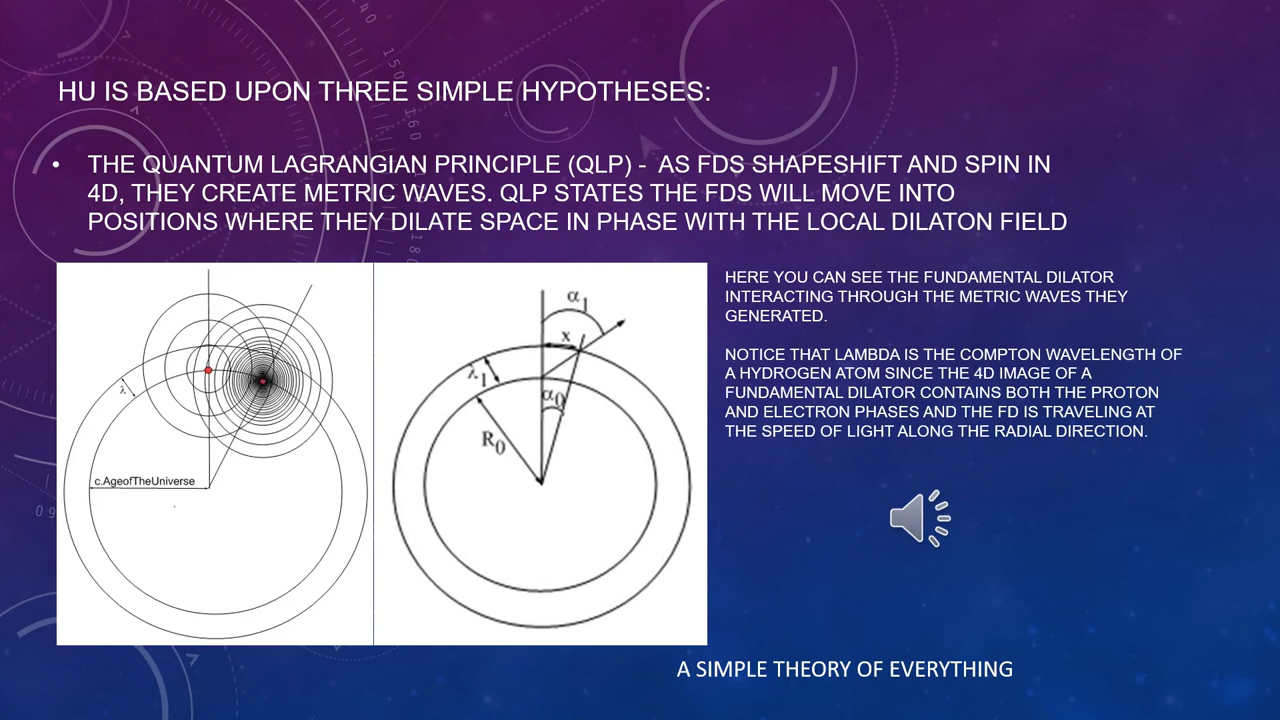 HU IS BASED UPON THREE SIMPLE HYPOTHESES:
• THE QUANTUM LAGRANGIAN PRINCIPLE (QLP) - AS FDS SHAPESHIFT AND SPIN IN
4D, THEY CREATE METRIC WAVES. QLP STATES THE FDS WILL MOVE INTO
POSITIONS WHERE THEY DILATE SPACE IN PHASE WITH THE LOCAL DILATON FIELD
λ
c.AgeofTheUniverse
α1
x
λ1
α0
R0
HERE YOU CAN SEE THE FUNDAMENTAL DILATOR
INTERACTING THROUGH THE METRIC WAVES THEY
GENERATED.
NOTICE THAT LAMBDA IS THE COMPTON WAVELENGTH OF
A HYDROGEN ATOM SINCE THE 4D IMAGE OF A
FUNDAMENTAL DILATOR CONTAINS BOTH THE PROTON
AND ELECTRON PHASES AND THE FD IS TRAVELING AT
THE SPEED OF LIGHT ALONG THE RADIAL DIRECTION.
A SIMPLE THEORY OF EVERYTHING
40
150
160
180